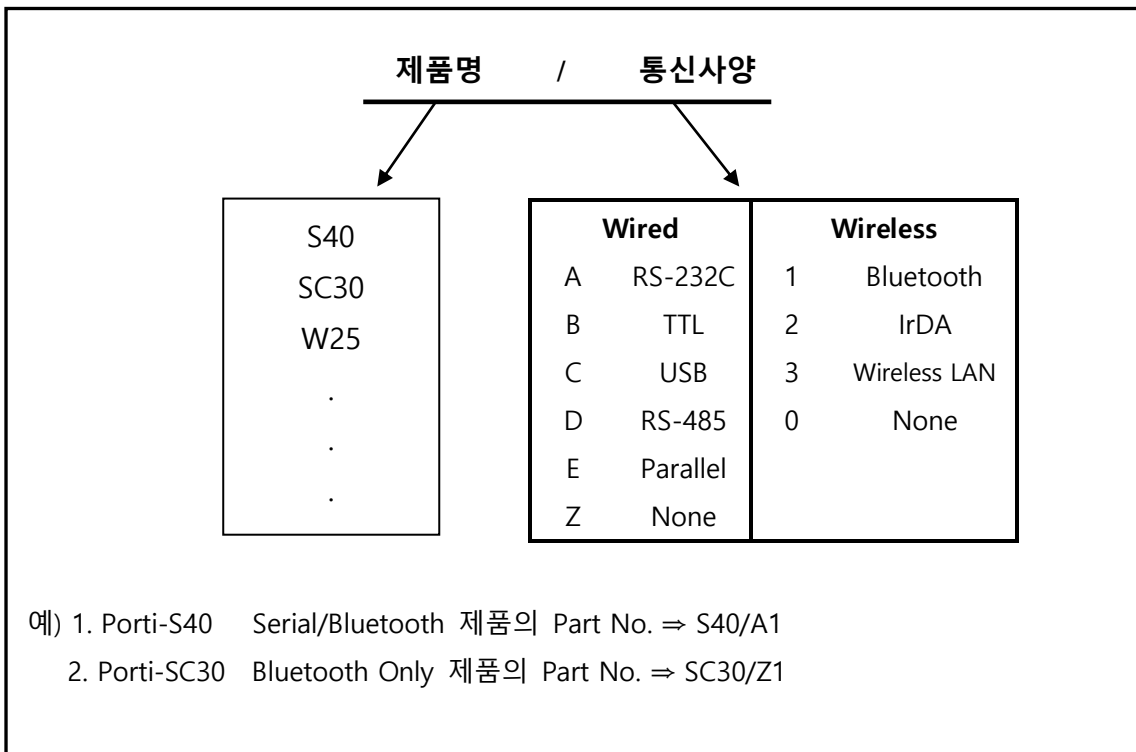 제품명 / 통신사양
S40
SC30
W25
.
.
.
Wired Wireless
A RS-232C 1 Bluetooth
B TTL 2 IrDA
C USB 3 Wireless LAN
D RS-485 0 None
E Parallel
Z None
예) 1. Porti-S40 Serial/Bluetooth 제품의 Part No. ⇒ S40/A1
2. Porti-SC30 Bluetooth Only 제품의 Part No. ⇒ SC30/Z1